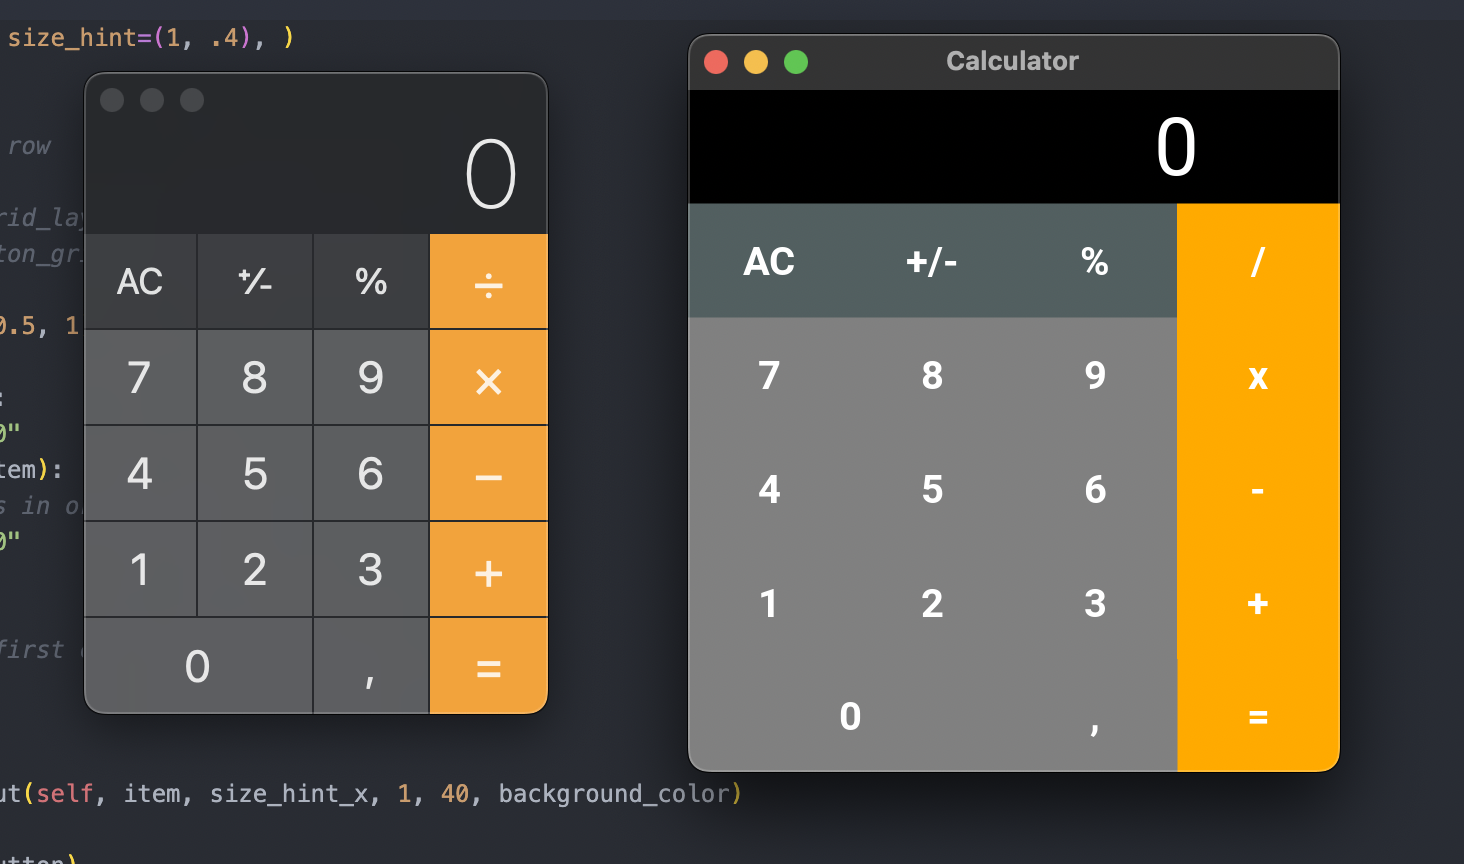 size_hint=(1, .4), )
row
rid_la
ton_gr
0.5, 1
:
0"
tem):
s in o
0"
first
ut(self, item, size_hint_x, 1, 40, background_color)
utton)
0
AC +/- % ÷
7 8 9 ×
4 5 6 −
1 2 3 +
0 , =
Calculator
0
AC +/- % /
7 8 9 x
4 5 6 -
1 2 3 +
0 , =